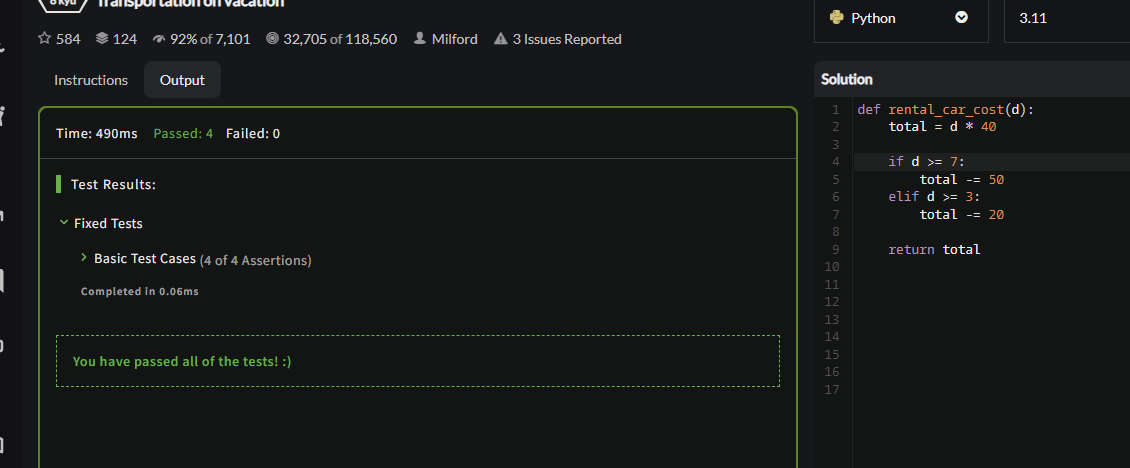 8 kyu Transportation on vacation
584 124 92% of 7,101 32,705 of 118,560 Milford 3 Issues Reported
Python
3.11
Instructions Output
Time: 490ms Passed: 4 Failed: 0
Test Results:
Fixed Tests
Basic Test Cases (4 of 4 Assertions)
Completed in 0.06ms
You have passed all of the tests! :)
Solution
1 def rental_car_cost(d):
2     total = d * 40
3
4     if d >= 7:
5         total -= 50
6     elif d >= 3:
7         total -= 20
8
9     return total
10
11
12
13
14
15
16
17